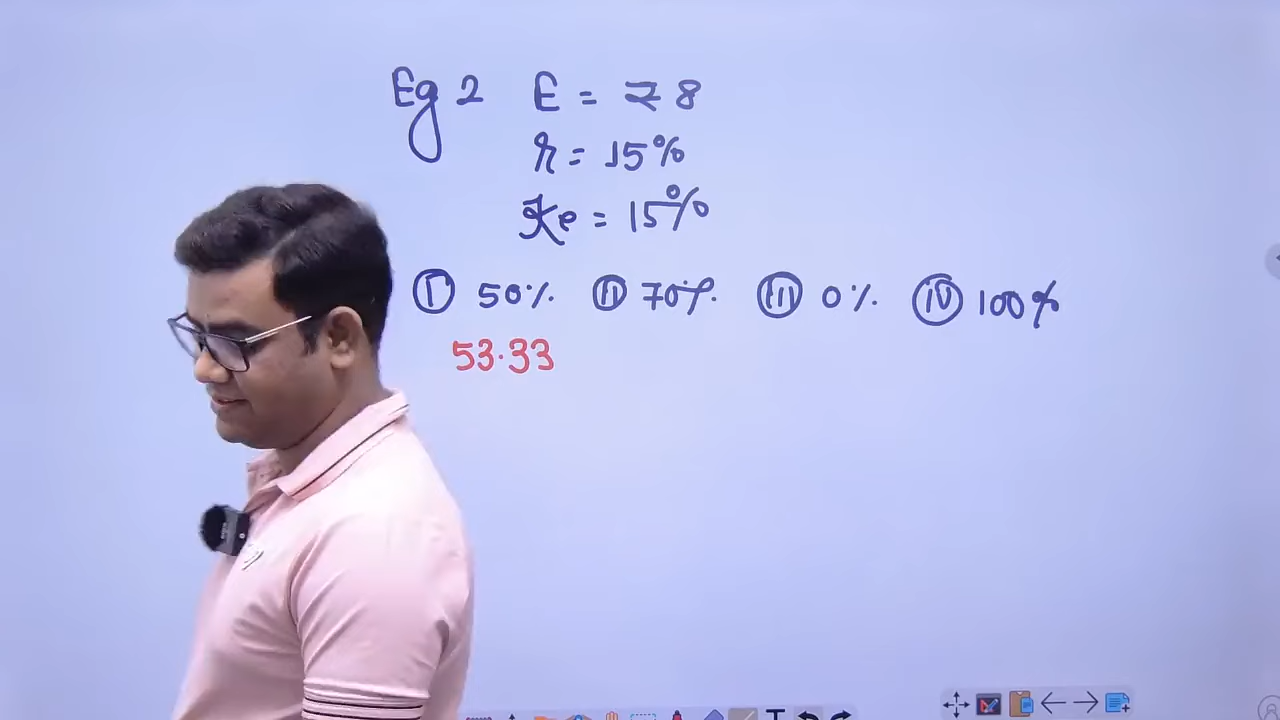 Eg 2 E = ₹ 8
r = 15%
Ke = 15%
(I) 50% (II) 70% (III) 0% (IV) 100%
53.33